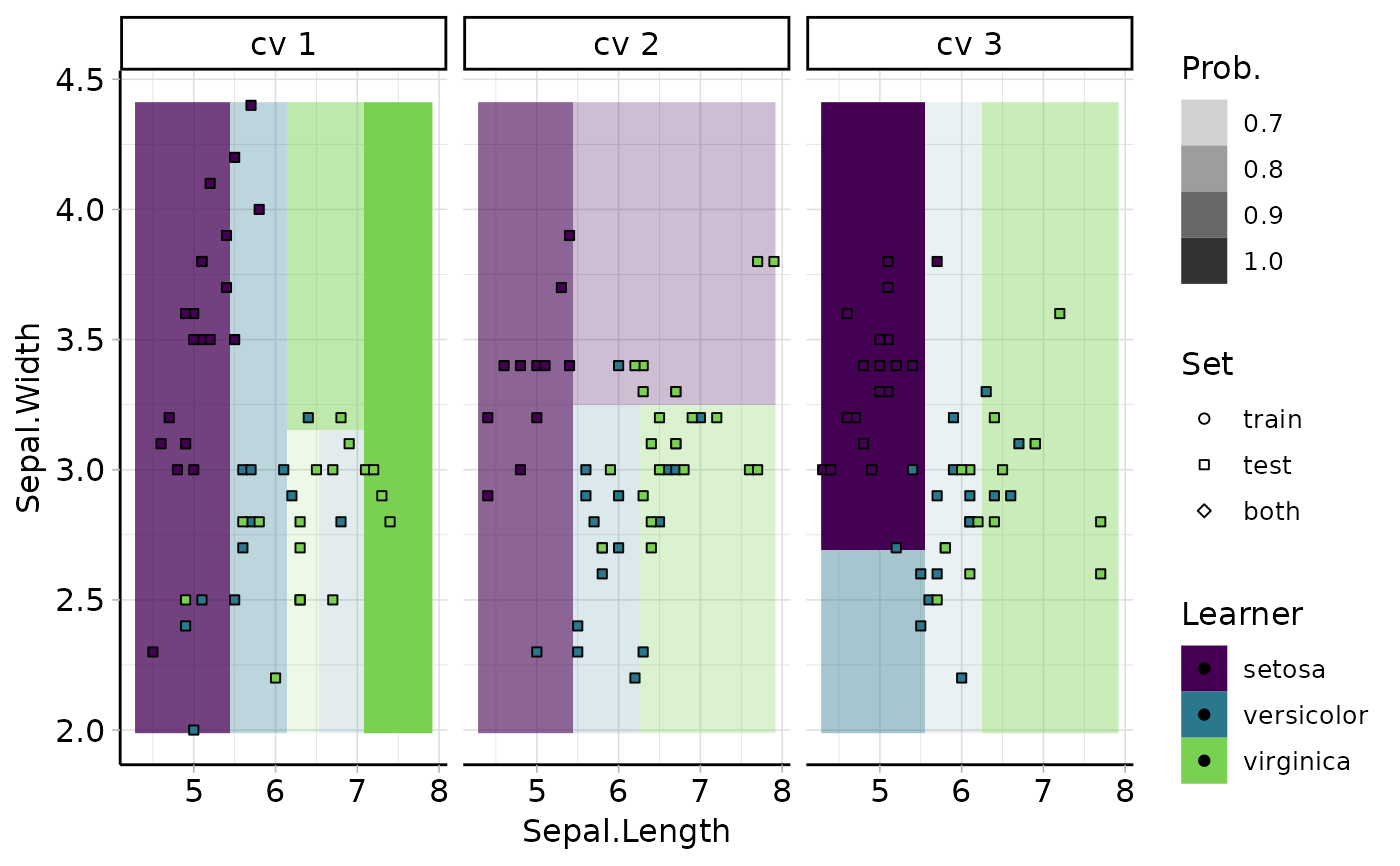 cv 1
cv 2
cv 3
4.5
4.0
3.5
3.0
2.5
2.0
Sepal.Width
5 6 7 8
5 6 7 8
5 6 7 8
Sepal.Length
Prob.
0.7
0.8
0.9
1.0
Set
train
test
both
Learner
setosa
versicolor
virginica